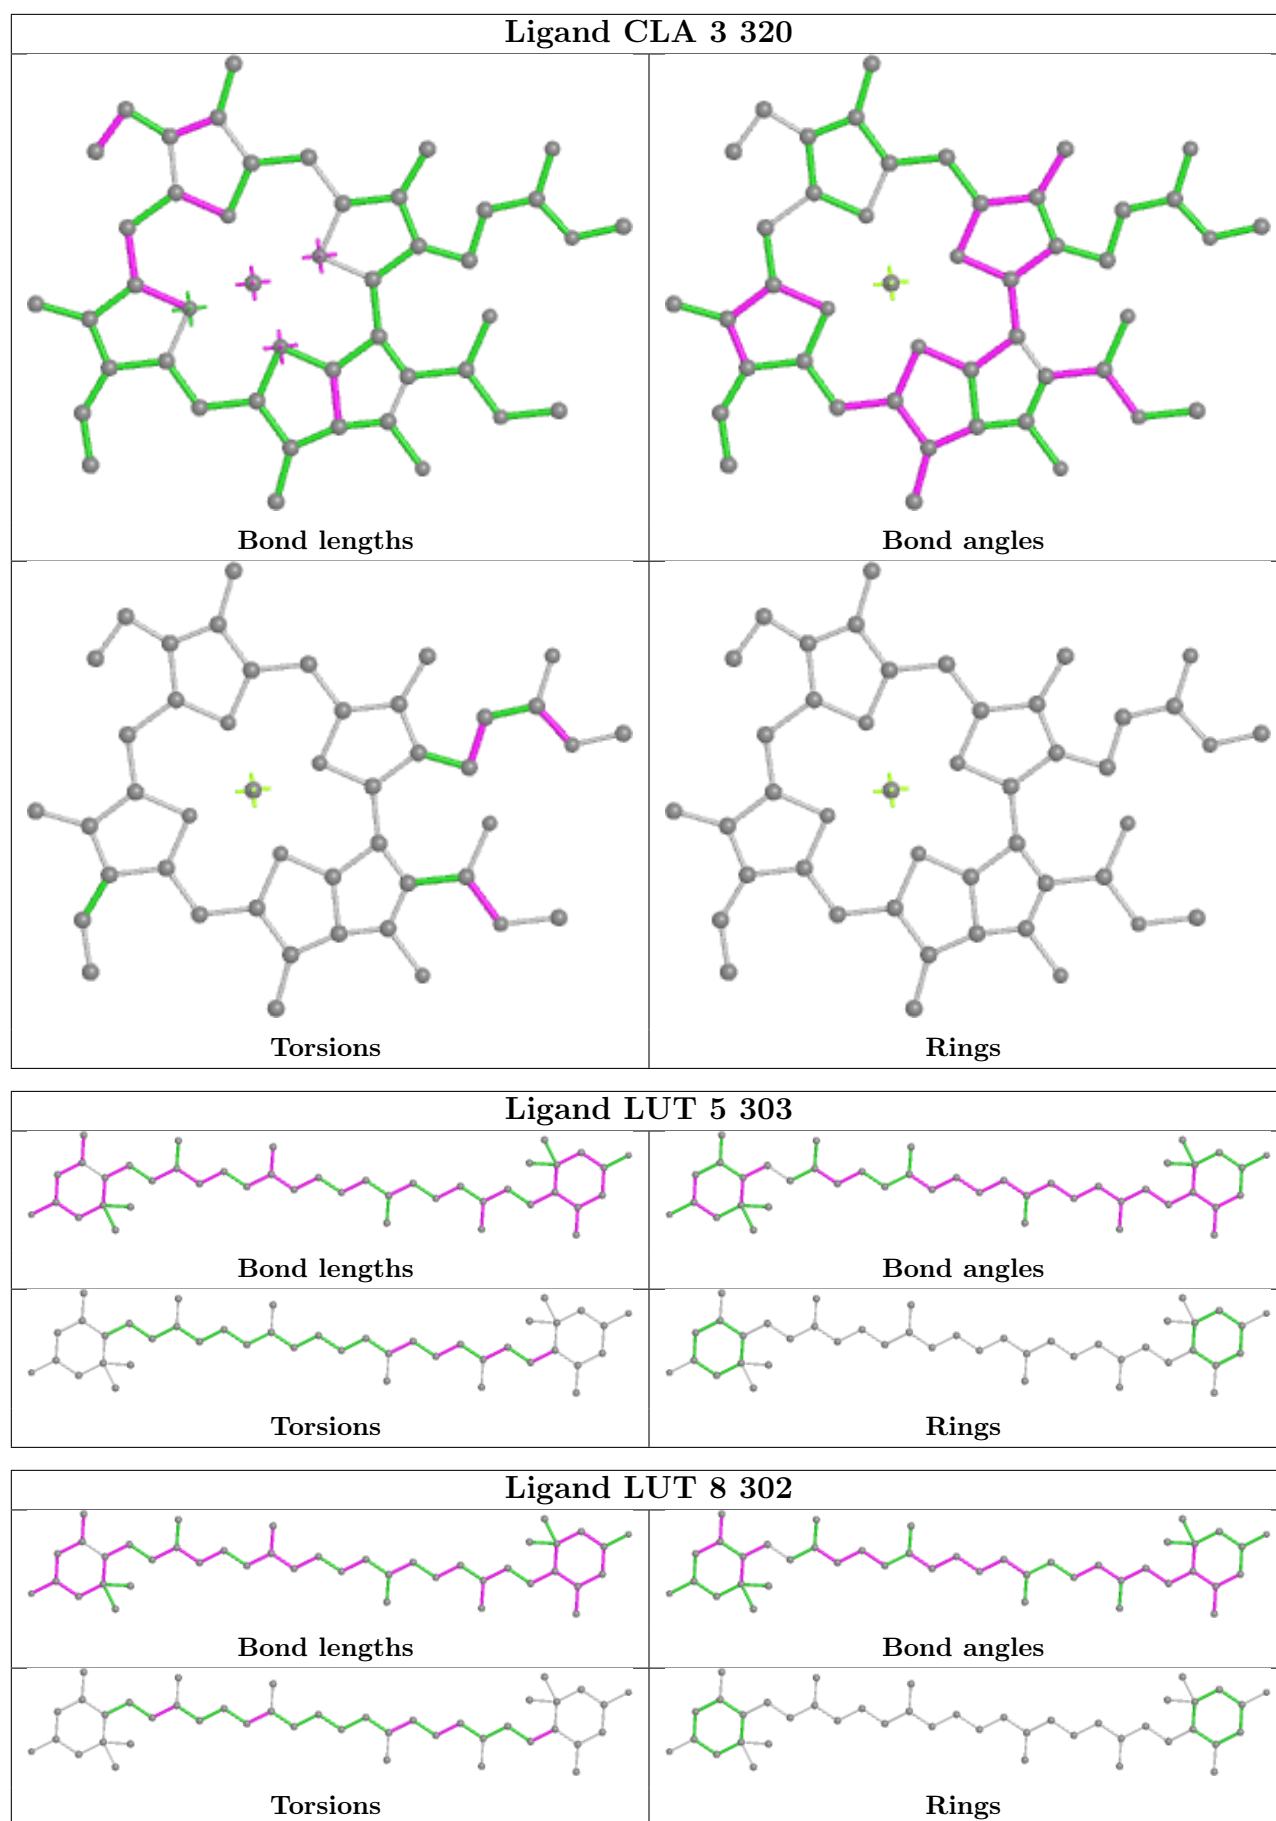 Ligand CLA 3 320
Bond lengths
Bond angles
Torsions
Rings
Ligand LUT 5 303
Bond lengths
Bond angles
Torsions
Rings
Ligand LUT 8 302
Bond lengths
Bond angles
Torsions
Rings